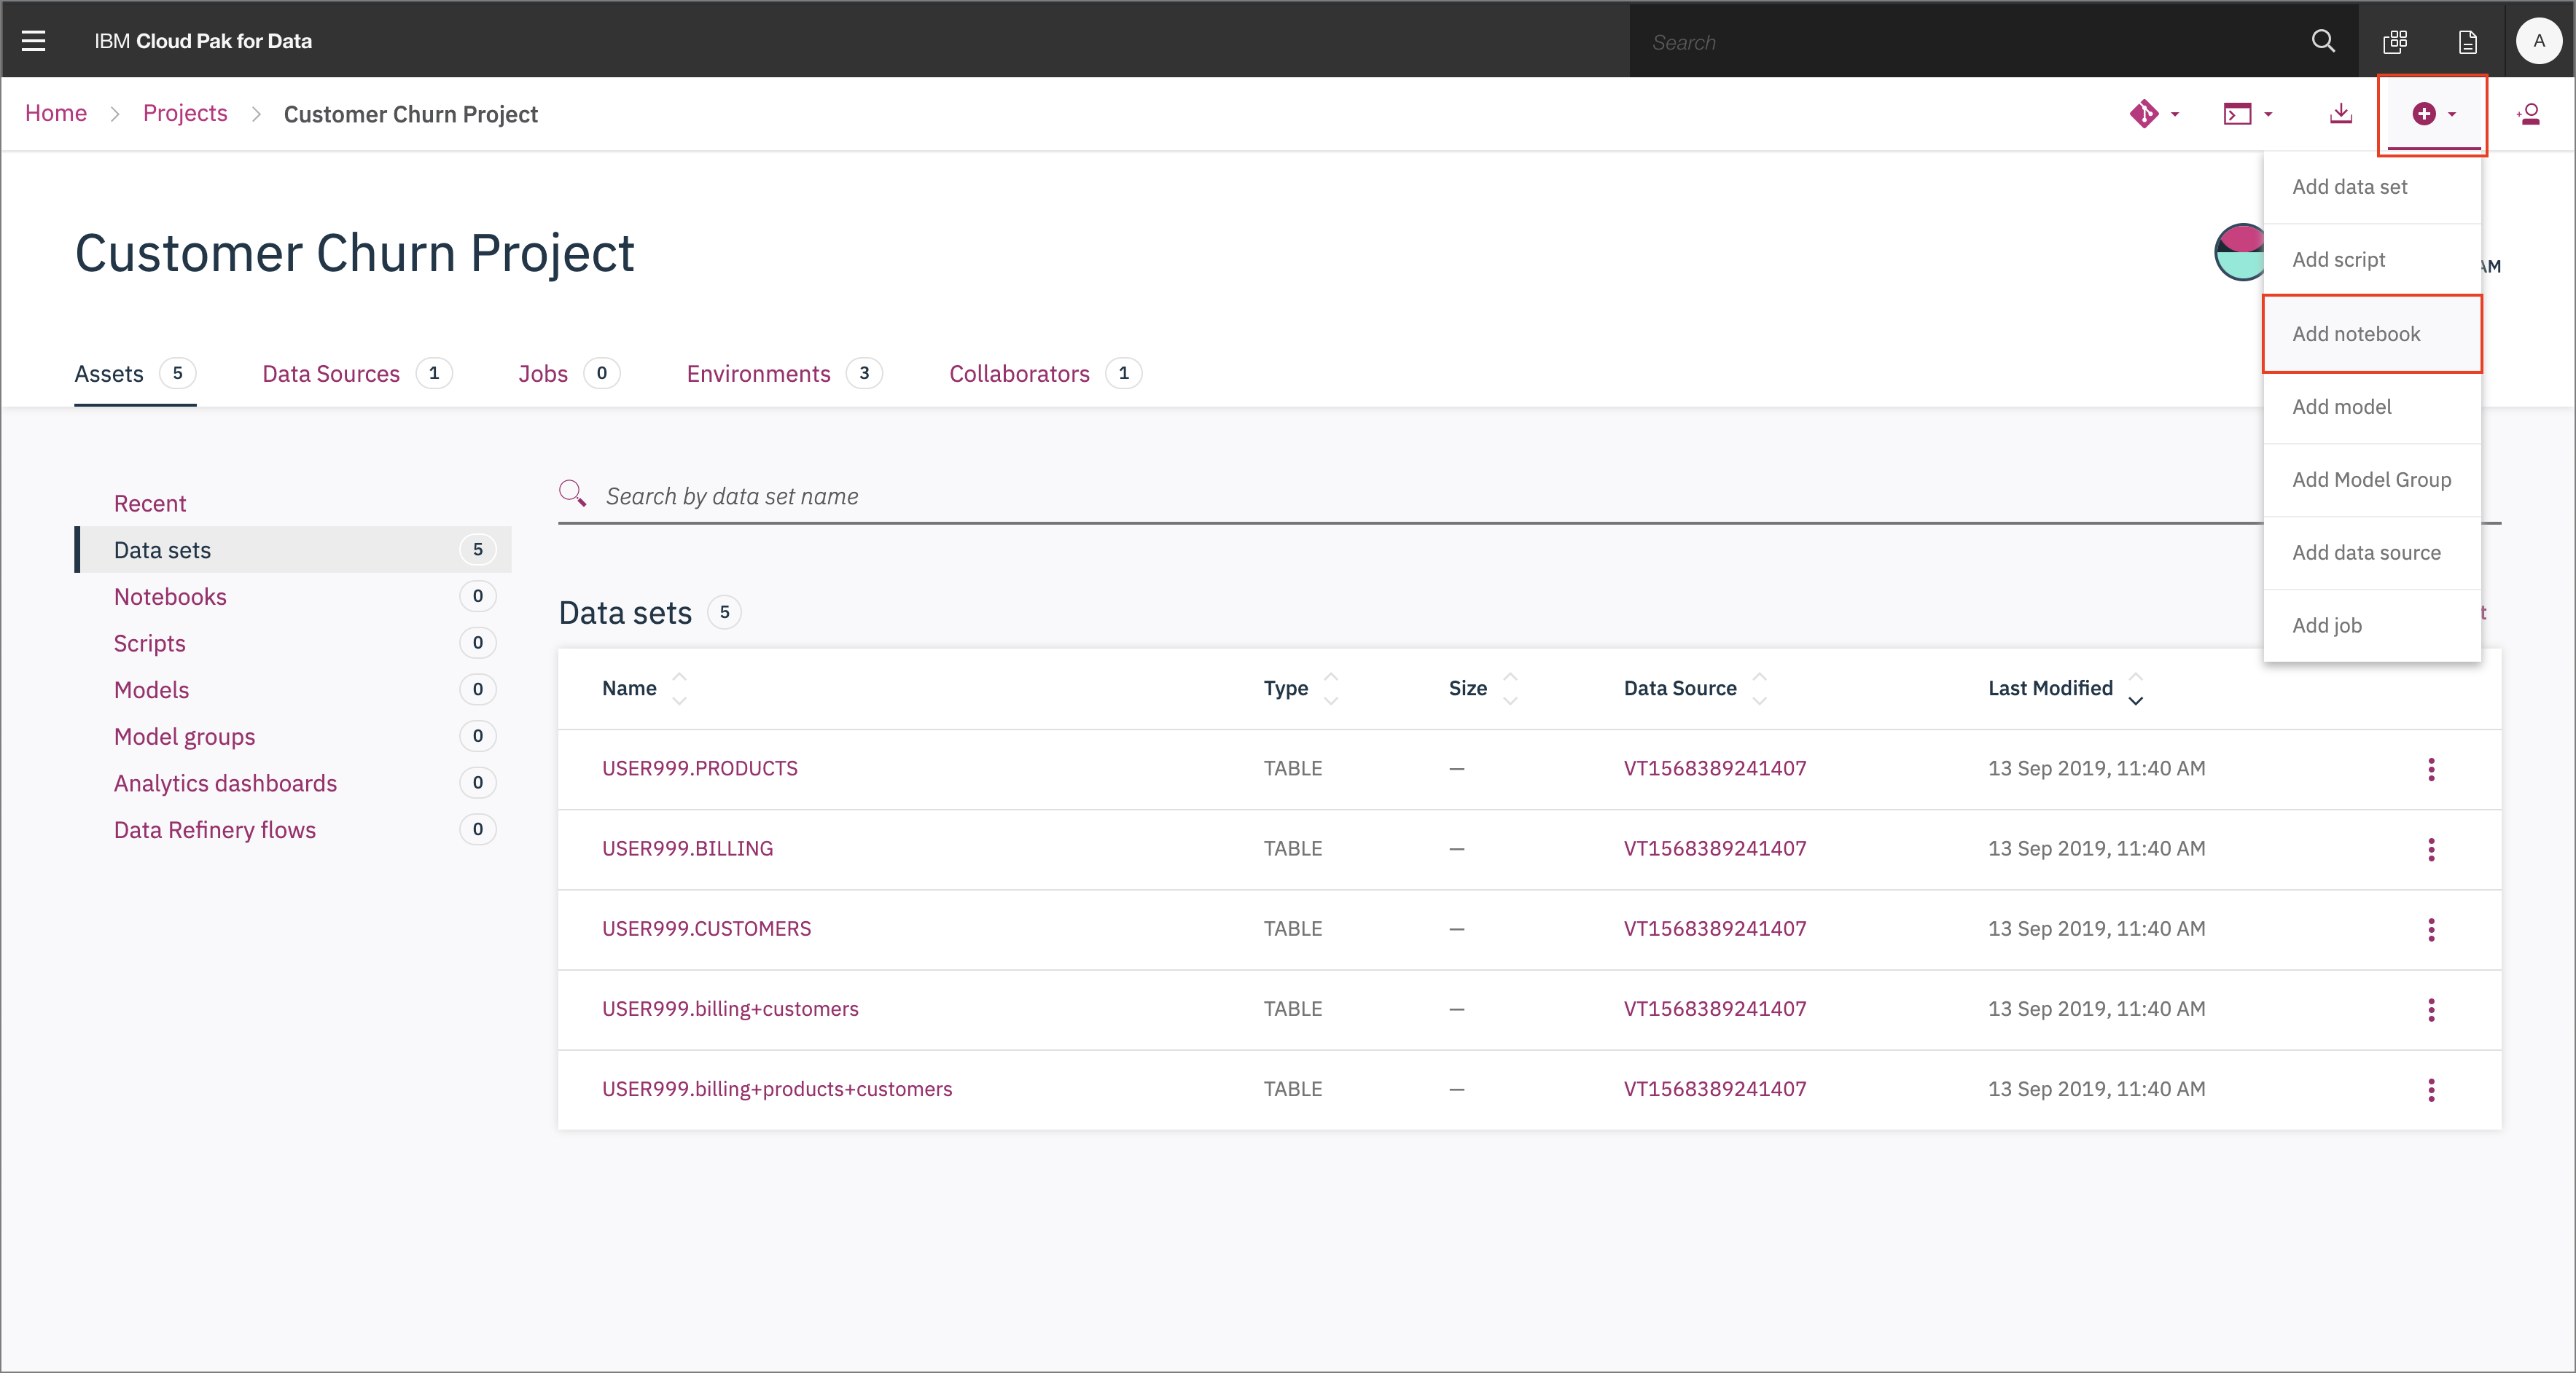 IBM Cloud Pak for Data
Search
A
Home
Projects
Customer Churn Project
Add data set
Add script
Add notebook
Add model
Add Model Group
Add data source
Add job
Customer Churn Project
AM
Assets 5
Data Sources 1
Jobs 0
Environments 3
Collaborators 1
Recent
Data sets 5
Notebooks 0
Scripts 0
Models 0
Model groups 0
Analytics dashboards 0
Data Refinery flows 0
Search by data set name
Data sets 5
Name Type Size Data Source Last Modified
USER999.PRODUCTS TABLE — VT1568389241407 13 Sep 2019, 11:40 AM
USER999.BILLING TABLE — VT1568389241407 13 Sep 2019, 11:40 AM
USER999.CUSTOMERS TABLE — VT1568389241407 13 Sep 2019, 11:40 AM
USER999.billing+customers TABLE — VT1568389241407 13 Sep 2019, 11:40 AM
USER999.billing+products+customers TABLE — VT1568389241407 13 Sep 2019, 11:40 AM